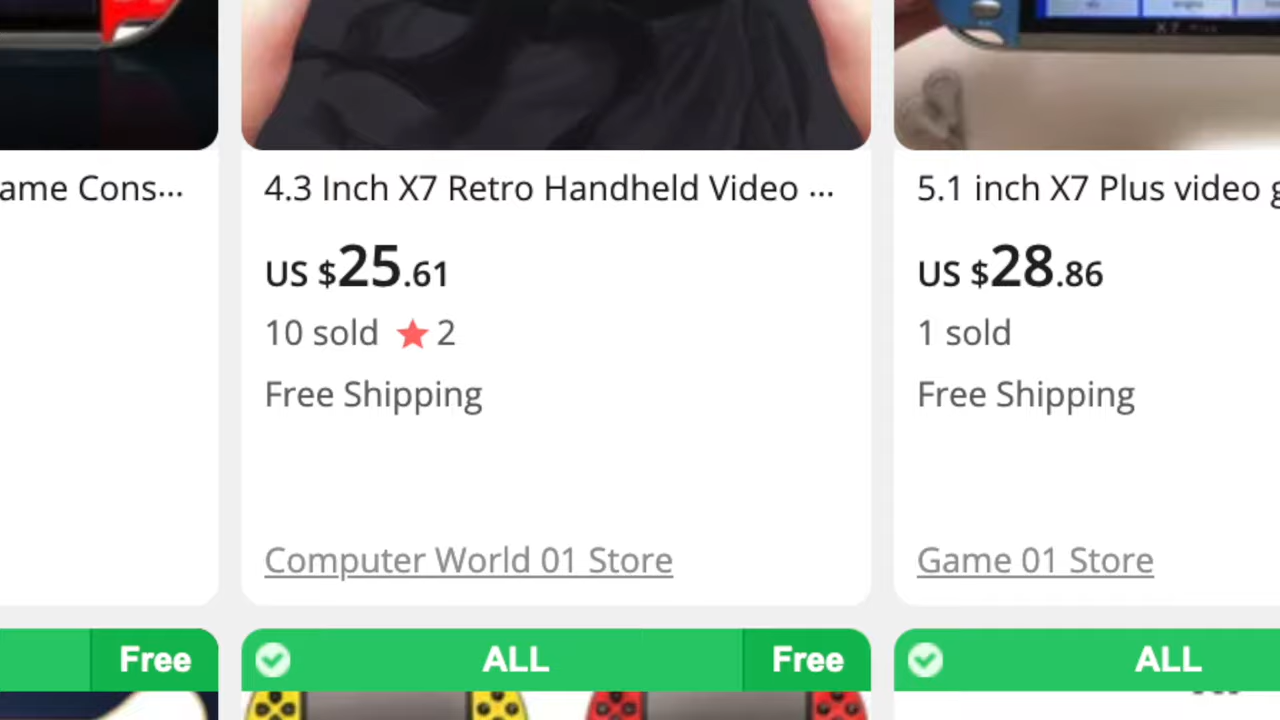 ame Cons...
4.3 Inch X7 Retro Handheld Video ...
US $25.61
10 sold ★ 2
Free Shipping
Computer World 01 Store
X7
5.1 inch X7 Plus video g
US $28.86
1 sold
Free Shipping
Game 01 Store
Free
ALL
Free
ALL